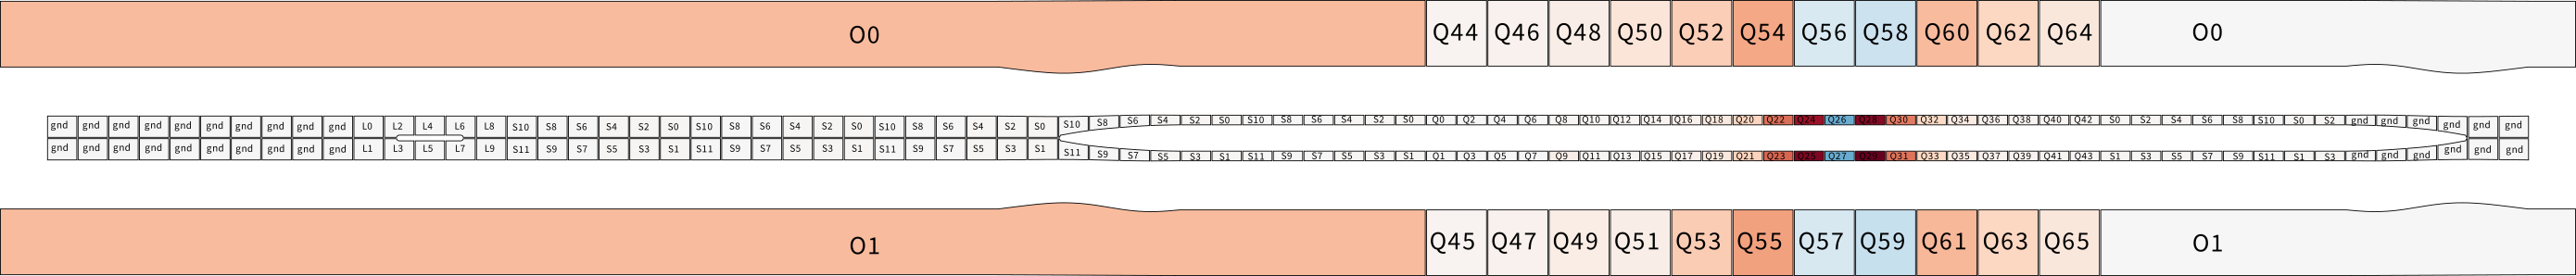 O0 Q44 Q46 Q48 Q50 Q52 Q54 Q56 Q58 Q60 Q62 Q64 O0
gnd gnd gnd gnd gnd gnd gnd gnd gnd gnd L0 L2 L4 L6 L8 S10 S8 S6 S4 S2 S0 S10 S8 S6 S4 S2 S0 S10 S8 S6 S4 S2 S0 S10 S8 S6 S4 S2 S0 S10 S8 S6 S4 S2 S0 Q0 Q2 Q4 Q6 Q8 Q10 Q12 Q14 Q16 Q18 Q20 Q22 Q24 Q26 Q28 Q30 Q32 Q34 Q36 Q38 Q40 Q42 S0 S2 S4 S6 S8 S10 S0 S2 gnd gnd gnd gnd gnd gnd
gnd gnd gnd gnd gnd gnd gnd gnd gnd gnd L1 L3 L5 L7 L9 S11 S9 S7 S5 S3 S1 S11 S9 S7 S5 S3 S1 S11 S9 S7 S5 S3 S1 S11 S9 S7 S5 S3 S1 S11 S9 S7 S5 S3 S1 Q1 Q3 Q5 Q7 Q9 Q11 Q13 Q15 Q17 Q19 Q21 Q23 Q25 Q27 Q29 Q31 Q33 Q35 Q37 Q39 Q41 Q43 S1 S3 S5 S7 S9 S11 S1 S3 gnd gnd gnd gnd gnd gnd
O1 Q45 Q47 Q49 Q51 Q53 Q55 Q57 Q59 Q61 Q63 Q65 O1